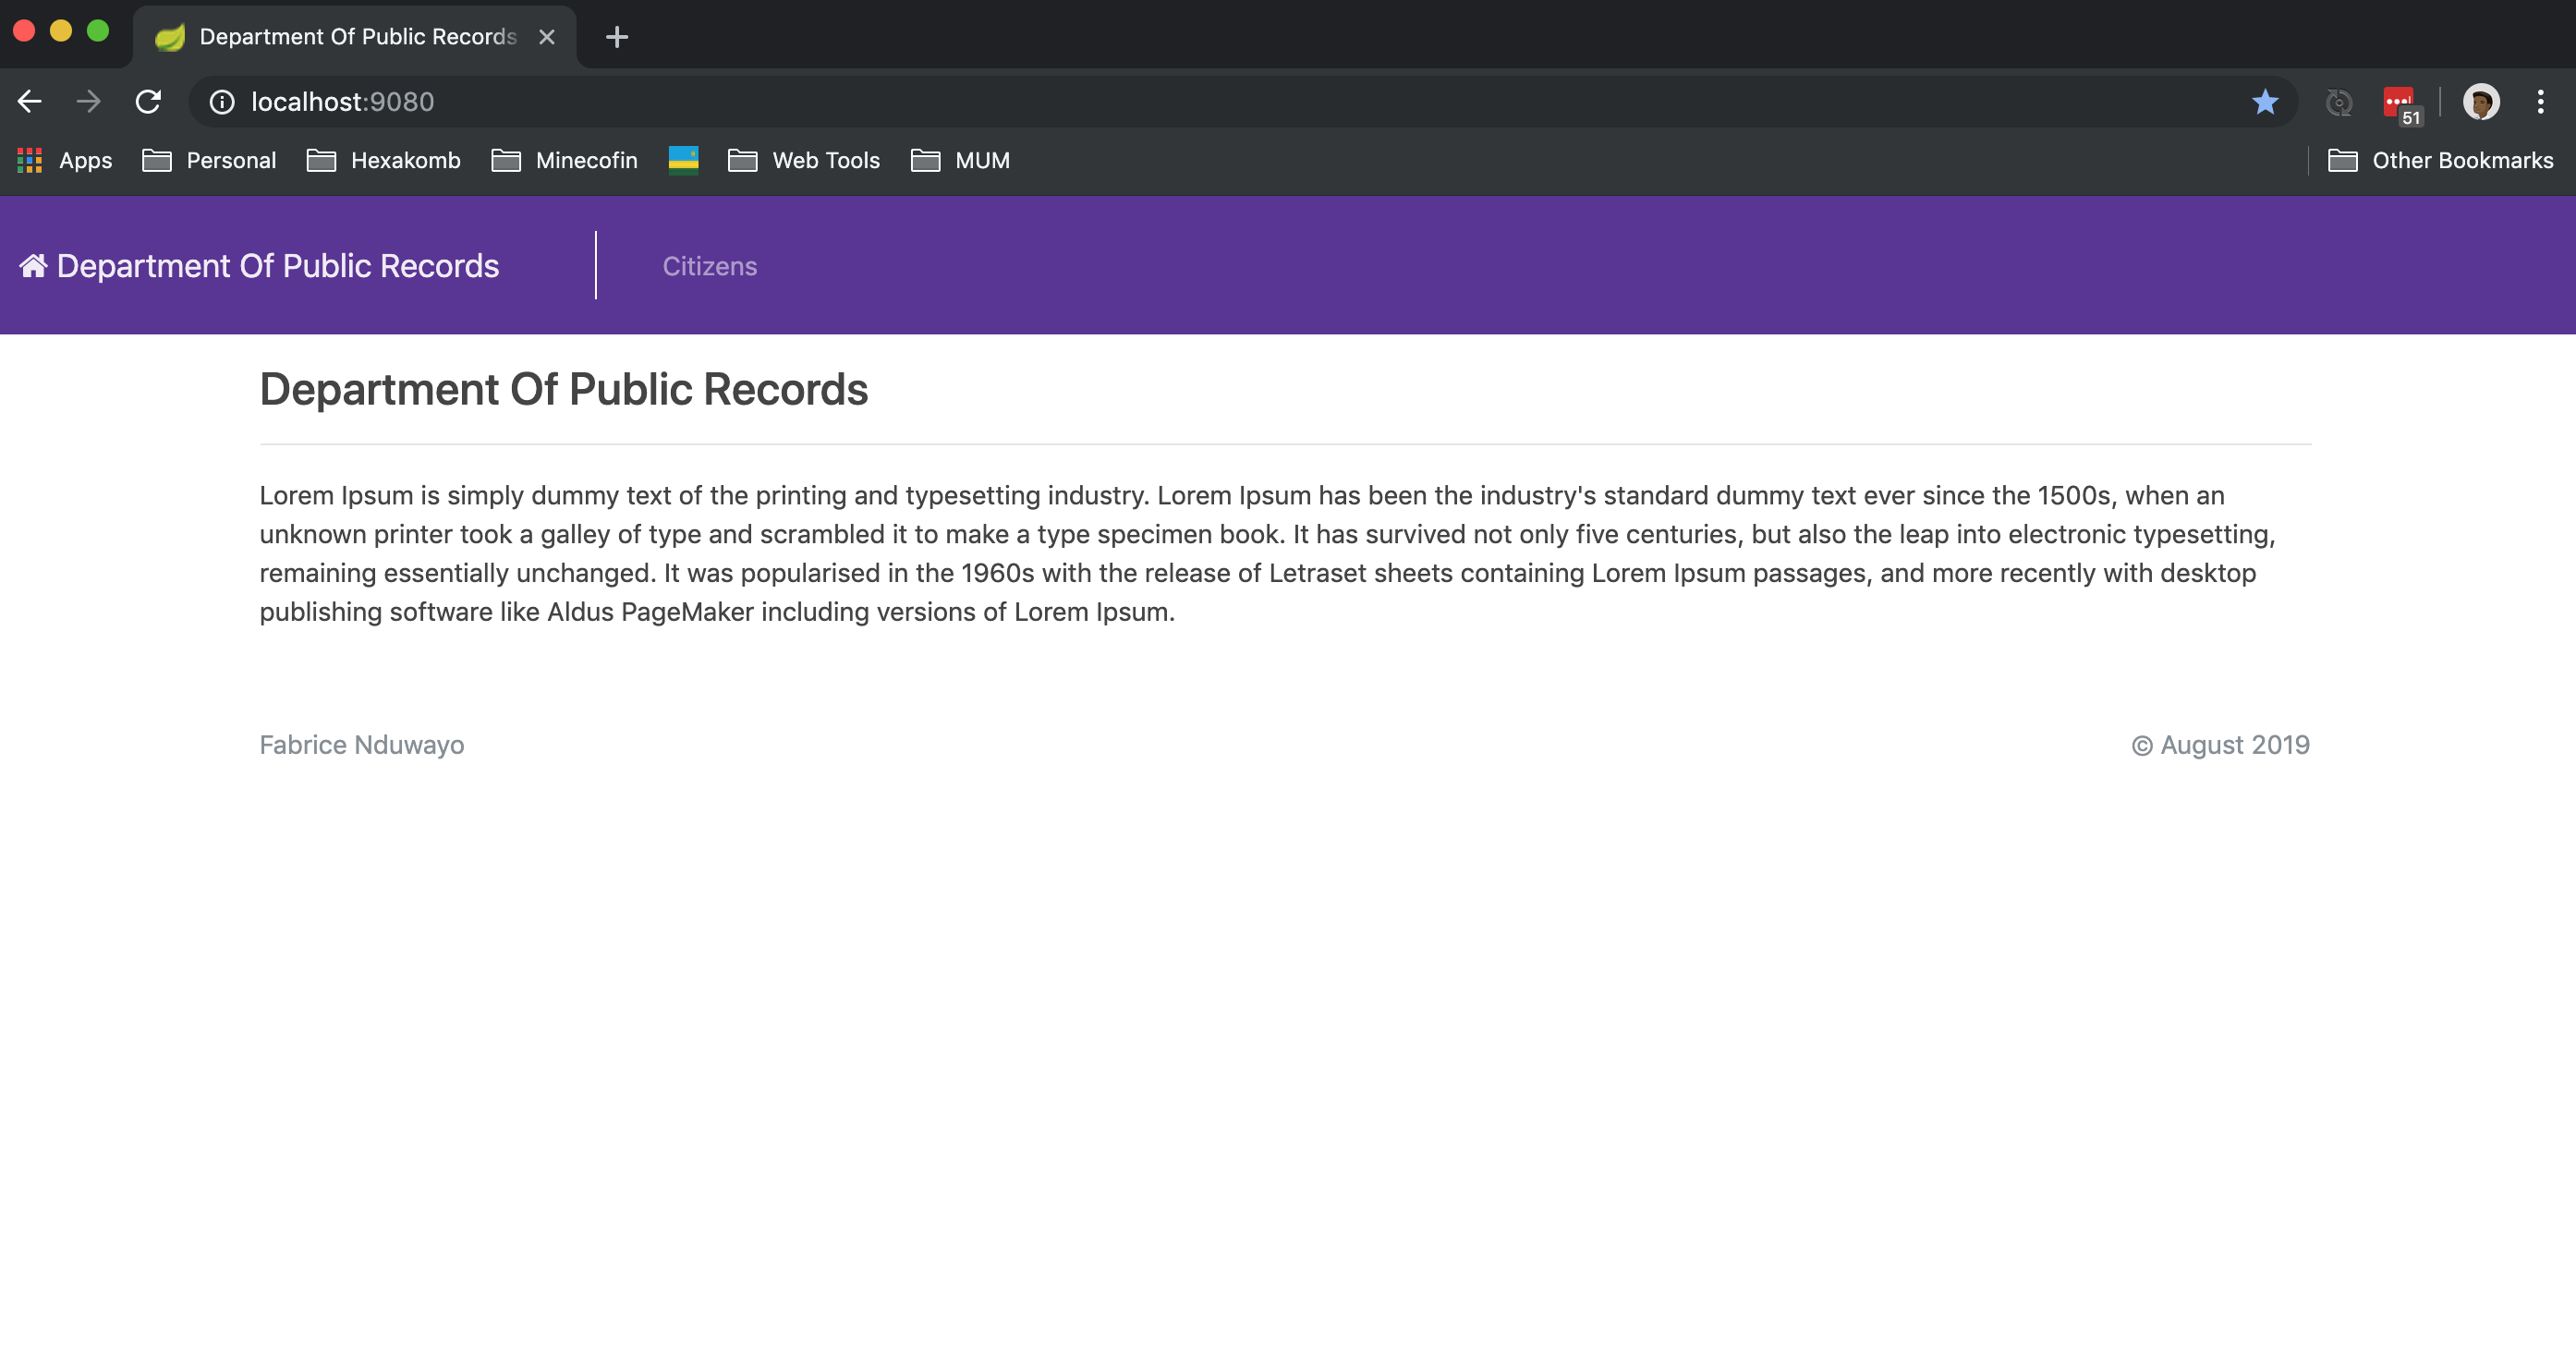 Department Of Public Records
localhost:9080
51
Apps Personal Hexakomb Minecofin Web Tools MUM Other Bookmarks
Department Of Public Records Citizens
Department Of Public Records
Lorem Ipsum is simply dummy text of the printing and typesetting industry. Lorem Ipsum has been the industry's standard dummy text ever since the 1500s, when an
unknown printer took a galley of type and scrambled it to make a type specimen book. It has survived not only five centuries, but also the leap into electronic typesetting,
remaining essentially unchanged. It was popularised in the 1960s with the release of Letraset sheets containing Lorem Ipsum passages, and more recently with desktop
publishing software like Aldus PageMaker including versions of Lorem Ipsum.
Fabrice Nduwayo © August 2019